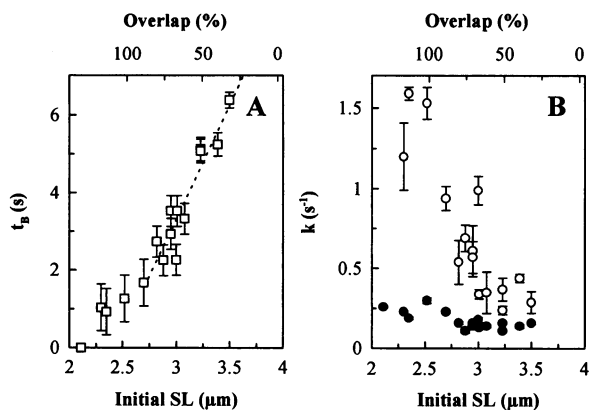 Overlap (%)
100 50 0
A
6
4
2
0
t_B (s)
2 2.5 3 3.5 4
Initial SL (μm)
Overlap (%)
100 50 0
B
1.5
1
0.5
0
k (s⁻¹)
2 2.5 3 3.5 4
Initial SL (μm)